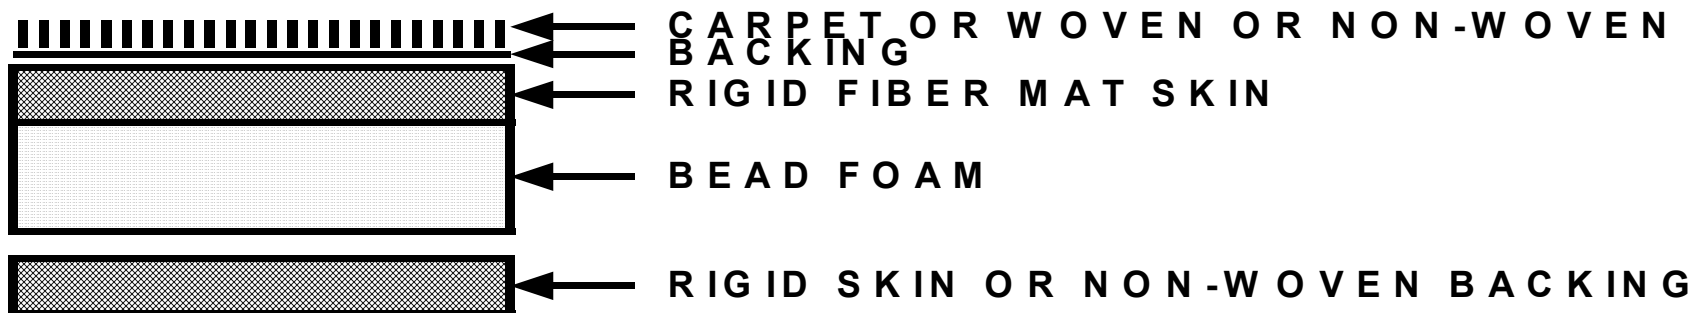 CARPET OR WOVEN OR NON-WOVEN
BACKING
RIGID FIBER MAT SKIN
BEAD FOAM
RIGID SKIN OR NON-WOVEN BACKING